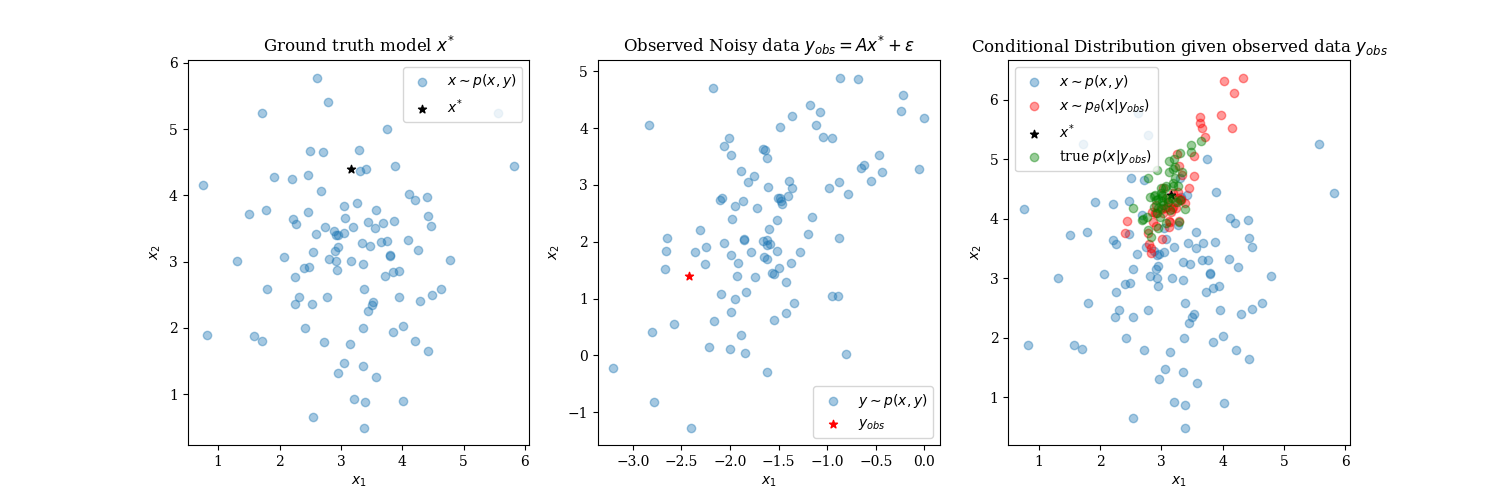 Ground truth model x*
x ~ p(x, y)
x*
6
5
4
3
2
1
x₂
1 2 3 4 5 6
x₁
Observed Noisy data y_obs = Ax* + ε
5
4
3
2
1
0
−1
x₂
y ~ p(x, y)
y_obs
−3.0 −2.5 −2.0 −1.5 −1.0 −0.5 0.0
x₁
Conditional Distribution given observed data y_obs
x ~ p(x, y)
x ~ p_θ(x|y_obs)
x*
true p(x|y_obs)
6
5
4
3
2
1
x₂
1 2 3 4 5 6
x₁